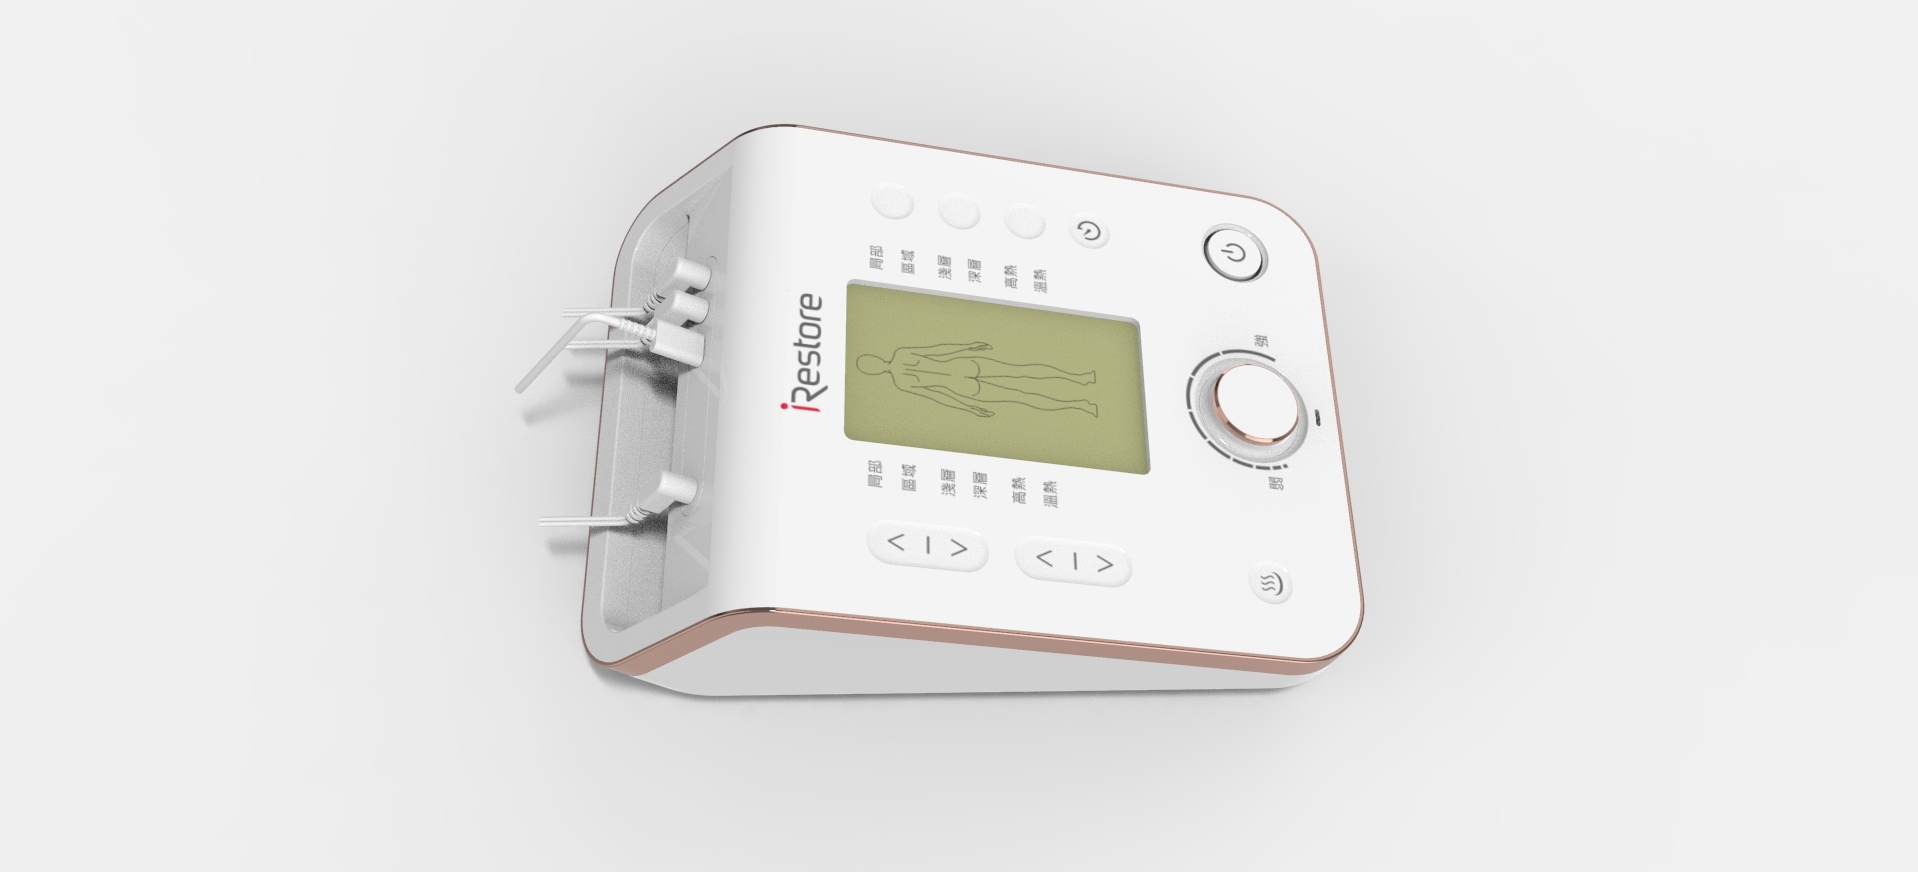 iRestore
局部
區域
淺層
深層
高熱
溫熱
局部
區域
淺層
深層
高熱
溫熱
強
弱